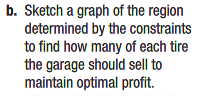 b. Sketch a graph of the region
determined by the constraints
to find how many of each tire
the garage should sell to
maintain optimal profit.